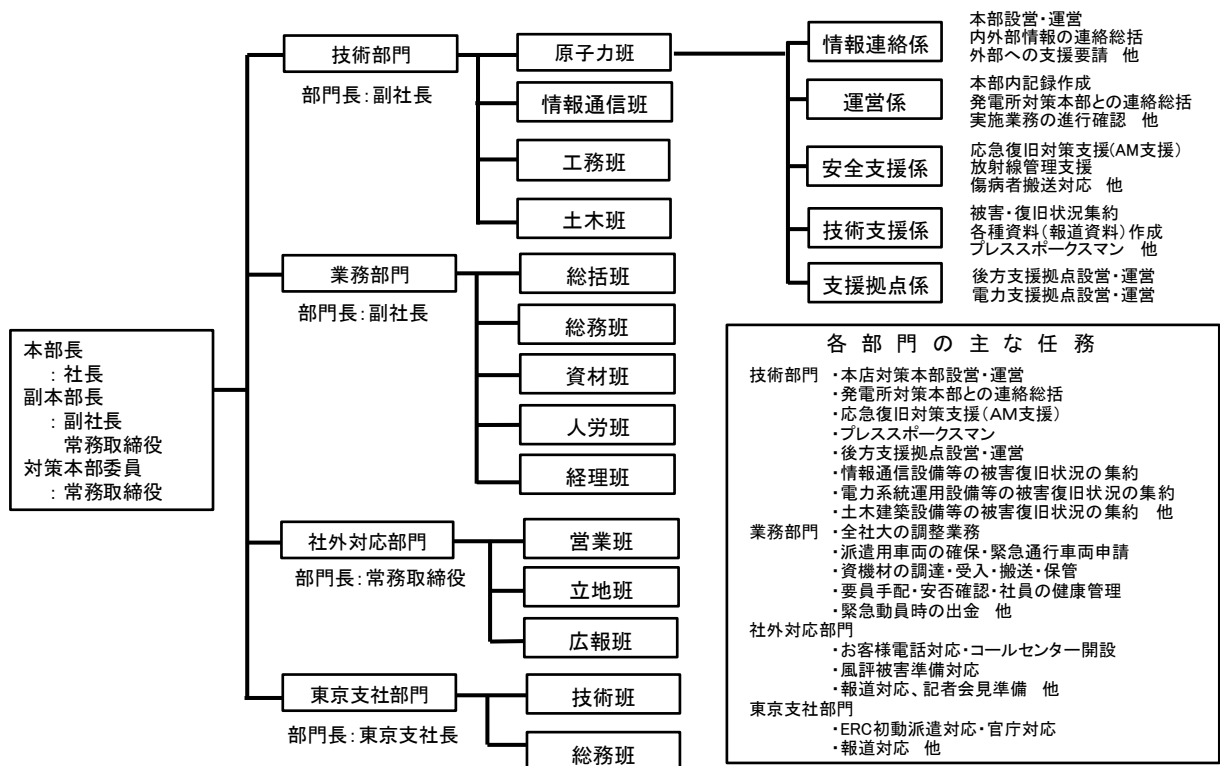 本部長
：社長
副本部長
：副社長
常務取締役
対策本部委員
：常務取締役
技術部門
部門長：副社長
原子力班
情報通信班
工務班
土木班
業務部門
部門長：副社長
総括班
総務班
資材班
人労班
経理班
社外対応部門
部門長：常務取締役
営業班
立地班
広報班
東京支社部門
部門長：東京支社長
技術班
総務班
情報連絡係
本部設営・運営
内外部情報の連絡総括
外部への支援要請　他
運営係
本部内記録作成
発電所対策本部との連絡総括
実施業務の進行確認　他
安全支援係
応急復旧対策支援(AM支援)
放射線管理支援
傷病者搬送対応　他
技術支援係
被害・復旧状況集約
各種資料(報道資料)作成
プレススポークスマン　他
支援拠点係
後方支援拠点設営・運営
電力支援拠点設営・運営
各部門の主な任務
技術部門　・本店対策本部設営・運営
・発電所対策本部との連絡総括
・応急復旧対策支援(AM支援)
・プレススポークスマン
・後方支援拠点設営・運営
・情報通信設備等の被害復旧状況の集約
・電力系統運用設備等の被害復旧状況の集約
・土木建築設備等の被害復旧状況の集約　他
業務部門　・全社大の調整業務
・派遣用車両の確保・緊急通行車両申請
・資機材の調達・受入・搬送・保管
・要員手配・安否確認・社員の健康管理
・緊急動員時の出金　他
社外対応部門
・お客様電話対応・コールセンター開設
・風評被害準備対応
・報道対応、記者会見準備　他
東京支社部門
・ERC初動派遣対応・官庁対応
・報道対応　他